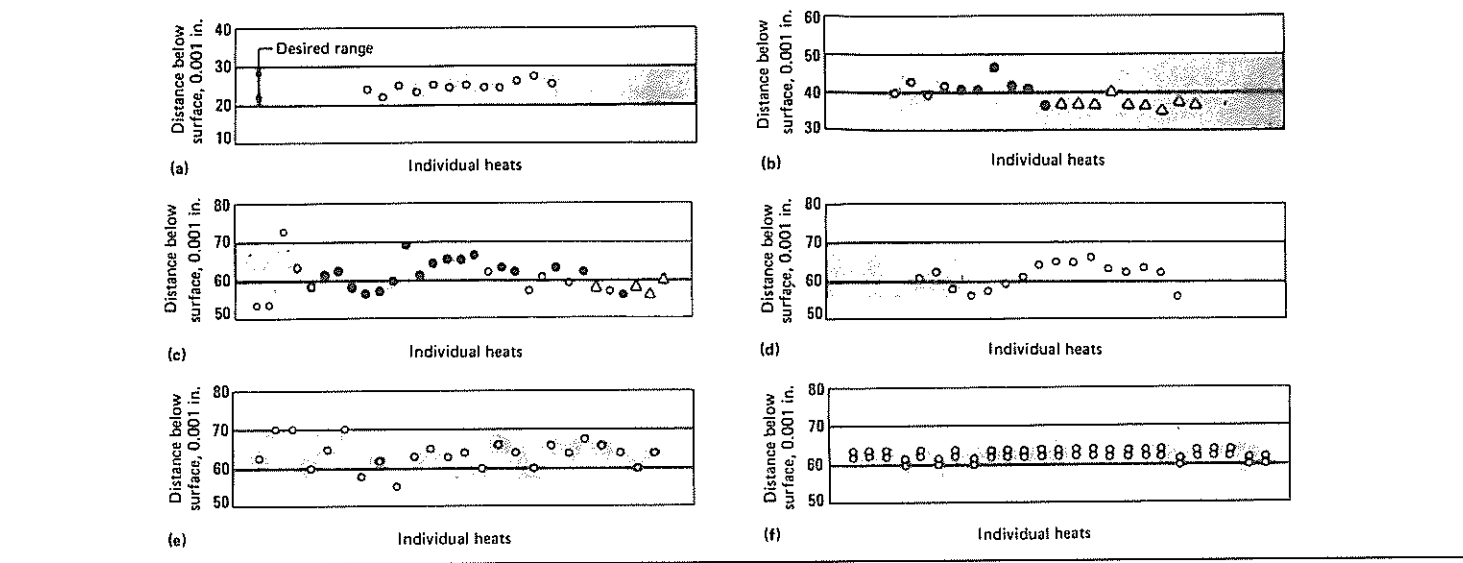 Distance below
surface, 0.001 in.
40
30
20
10
Desired range
(a)
Individual heats
Distance below
surface, 0.001 in.
60
50
40
30
(b)
Individual heats
Distance below
surface, 0.001 in.
80
70
60
50
(c)
Individual heats
Distance below
surface, 0.001 in.
80
70
60
50
(d)
Individual heats
Distance below
surface, 0.001 in.
80
70
60
50
(e)
Individual heats
Distance below
surface, 0.001 in.
80
70
60
50
(f)
Individual heats